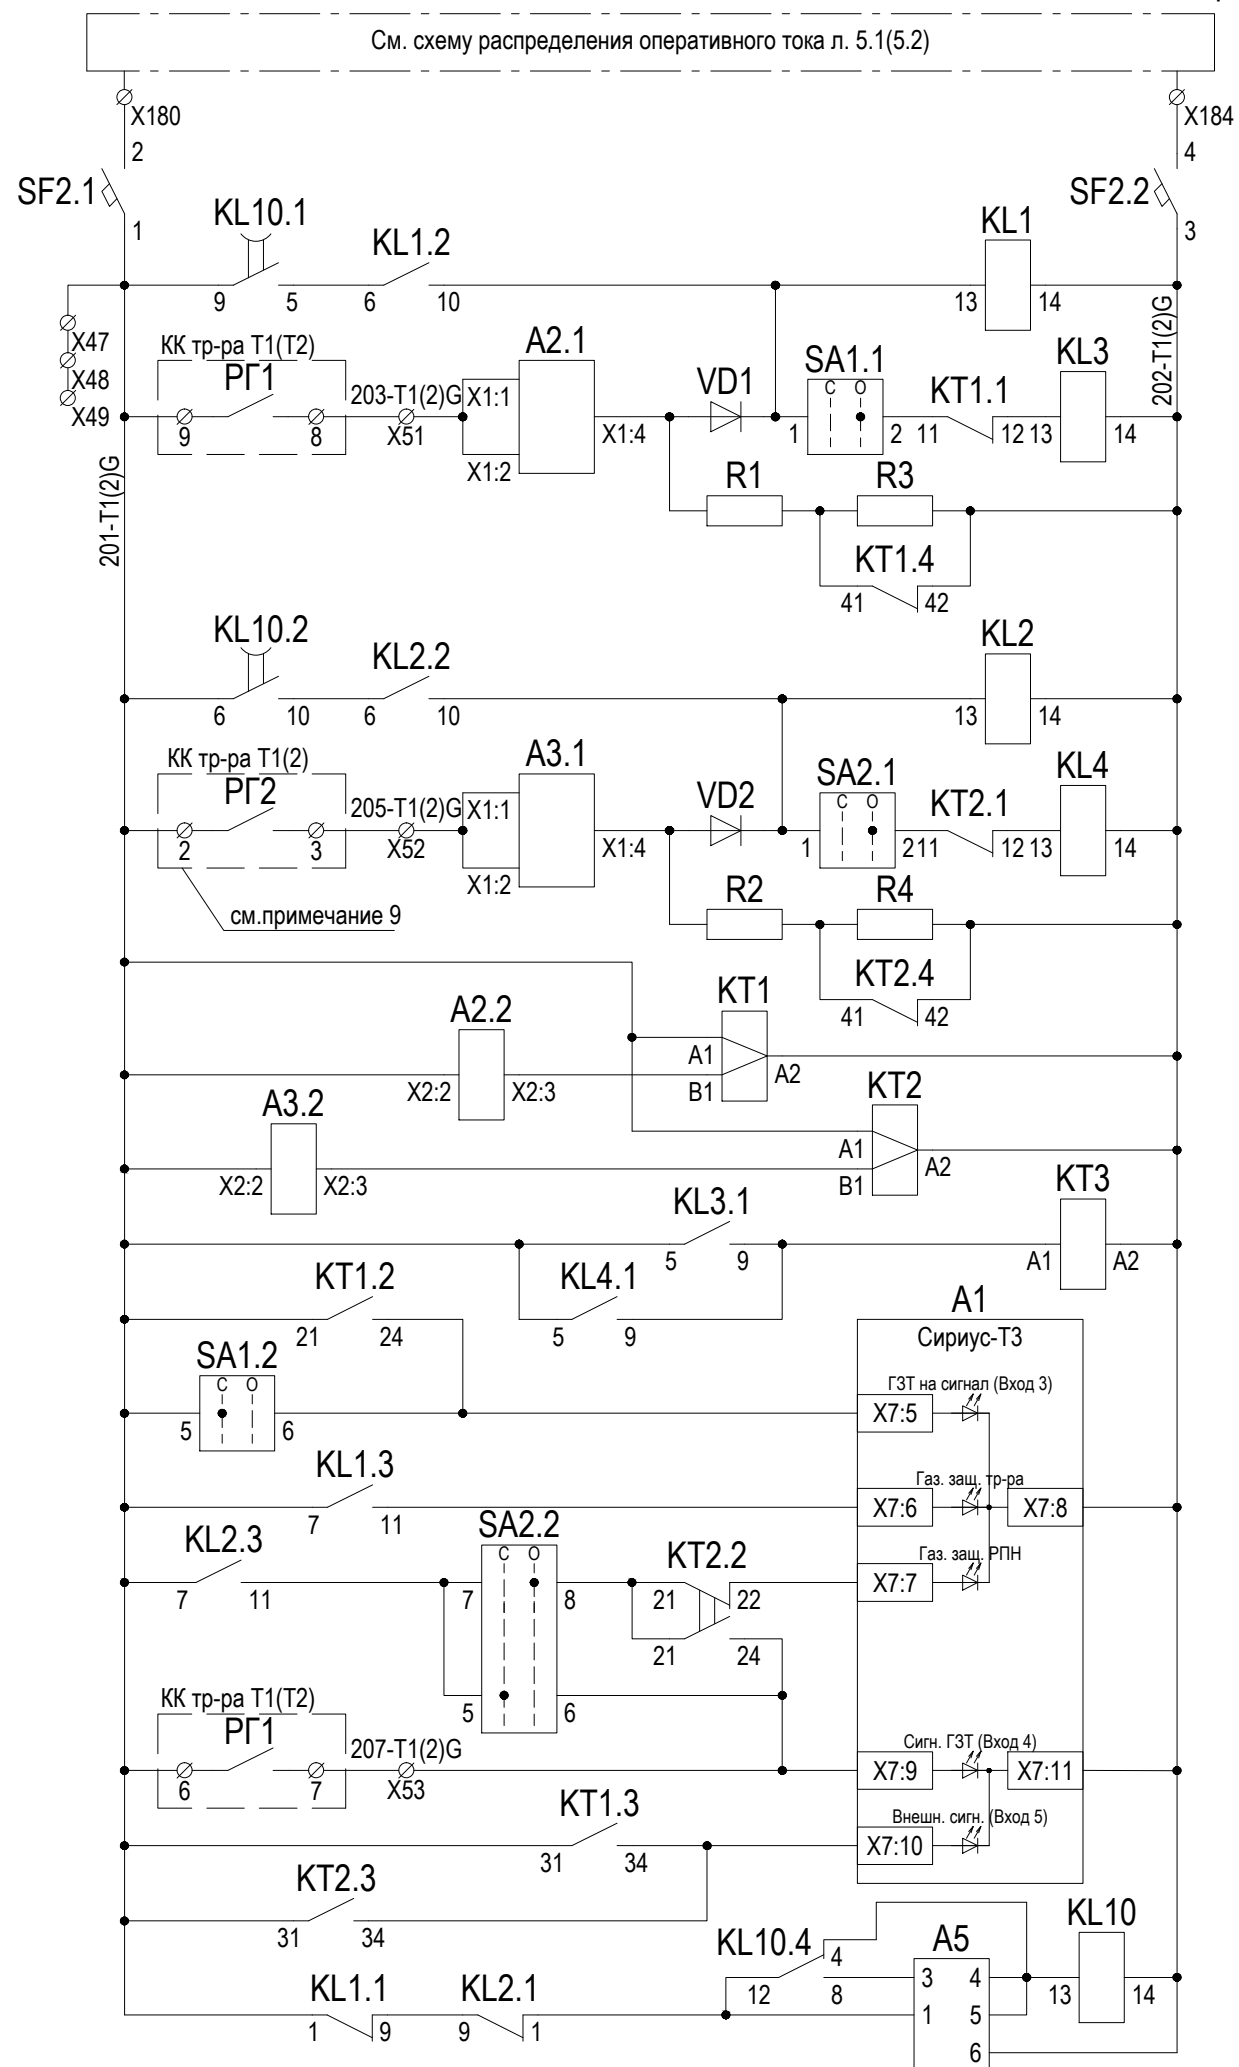 См. схему распределения оперативного тока л. 5.1(5.2)
X180
X184
2
4
SF2.1
SF2.2
1
3
KL10.1
KL1.2
KL1
9
5
6
10
13
14
X47
X48
X49
КК тр-ра Т1(Т2)
РГ1
9
8
203-Т1(2)G
X51
A2.1
X1:1
X1:2
X1:4
VD1
SA1.1
С О
1
2
KT1.1
11
12
KL3
13
14
202-Т1(2)G
201-Т1(2)G
R1
R3
KT1.4
41
42
KL10.2
KL2.2
KL2
6
10
6
10
13
14
КК тр-ра Т1(2)
РГ2
2
3
205-Т1(2)G
X52
см.примечание 9
A3.1
X1:1
X1:2
X1:4
VD2
SA2.1
С О
1
2
KT2.1
11
12
KL4
13
14
R2
R4
KT2.4
41
42
KT1
A1
B1
A2
A2.2
X2:2
X2:3
KT2
A1
B1
A2
A3.2
X2:2
X2:3
KL3.1
5
9
KT3
A1
A2
KL4.1
5
9
KT1.2
21
24
SA1.2
С О
5
6
A1
Сириус-Т3
ГЗТ на сигнал (Вход 3)
X7:5
KL1.3
7
11
Газ. защ. тр-ра
X7:6
X7:8
KL2.3
7
11
SA2.2
С О
7
8
5
6
KT2.2
21
22
21
24
Газ. защ. РПН
X7:7
КК тр-ра Т1(Т2)
РГ1
6
7
207-Т1(2)G
X53
Сигн. ГЗТ (Вход 4)
X7:9
X7:11
KT1.3
31
34
Внешн. сигн. (Вход 5)
X7:10
KT2.3
31
34
KL10.4
12
4
8
A5
3
4
1
5
6
KL10
13
14
KL1.1
1
9
KL2.1
9
1